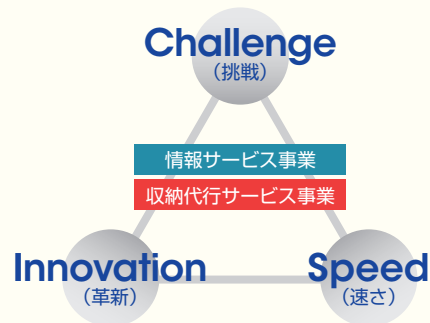 Challenge
（挑戦）
情報サービス事業
収納代行サービス事業
Innovation
（革新）
Speed
（速さ）